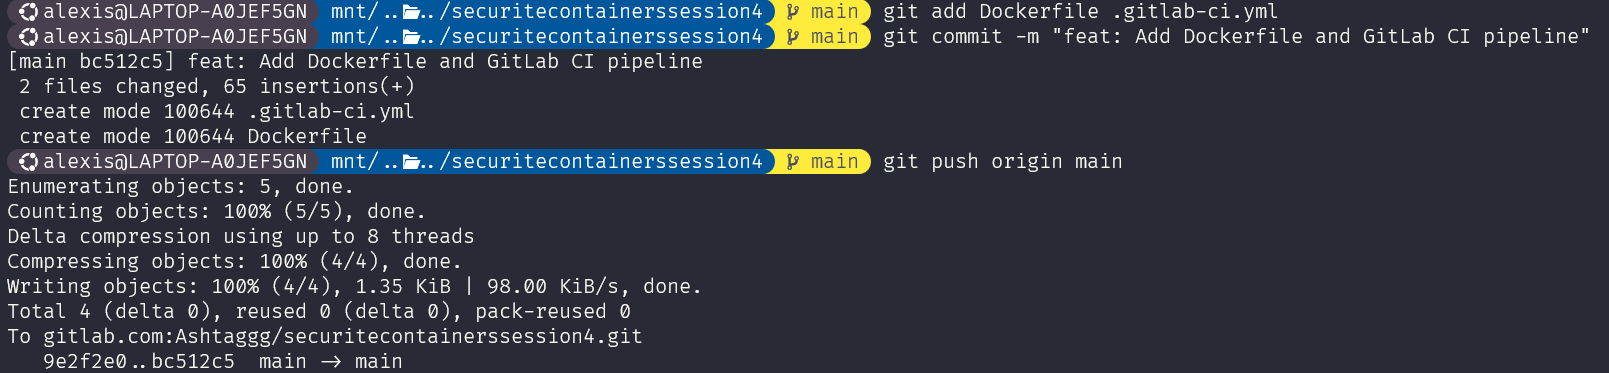 alexis@LAPTOP-A0JEF5GN mnt/../securitecontainerssession4 main git add Dockerfile .gitlab-ci.yml
alexis@LAPTOP-A0JEF5GN mnt/../securitecontainerssession4 main git commit -m "feat: Add Dockerfile and GitLab CI pipeline"
[main bc512c5] feat: Add Dockerfile and GitLab CI pipeline
2 files changed, 65 insertions(+)
create mode 100644 .gitlab-ci.yml
create mode 100644 Dockerfile
alexis@LAPTOP-A0JEF5GN mnt/../securitecontainerssession4 main git push origin main
Enumerating objects: 5, done.
Counting objects: 100% (5/5), done.
Delta compression using up to 8 threads
Compressing objects: 100% (4/4), done.
Writing objects: 100% (4/4), 1.35 KiB | 98.00 KiB/s, done.
Total 4 (delta 0), reused 0 (delta 0), pack-reused 0
To gitlab.com:Ashtaggg/securitecontainerssession4.git
9e2f2e0..bc512c5 main -> main